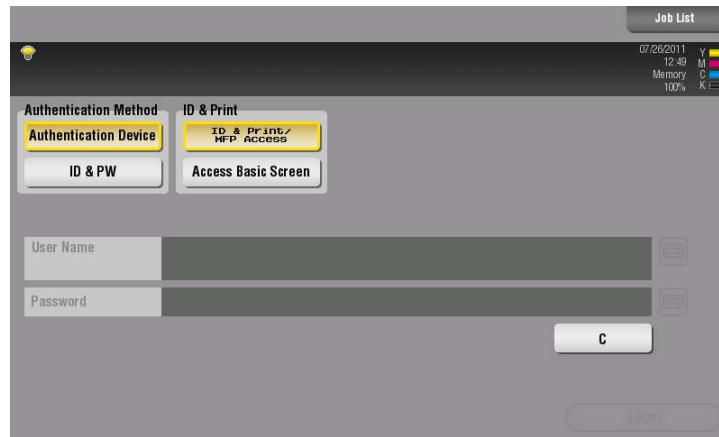 Job List
07/26/2011
12:49
Memory
100%
Y
M
C
K
Authentication Method
ID & Print
Authentication Device
ID & Print/
MFP Access
ID & PW
Access Basic Screen
User Name
Password
C
Login